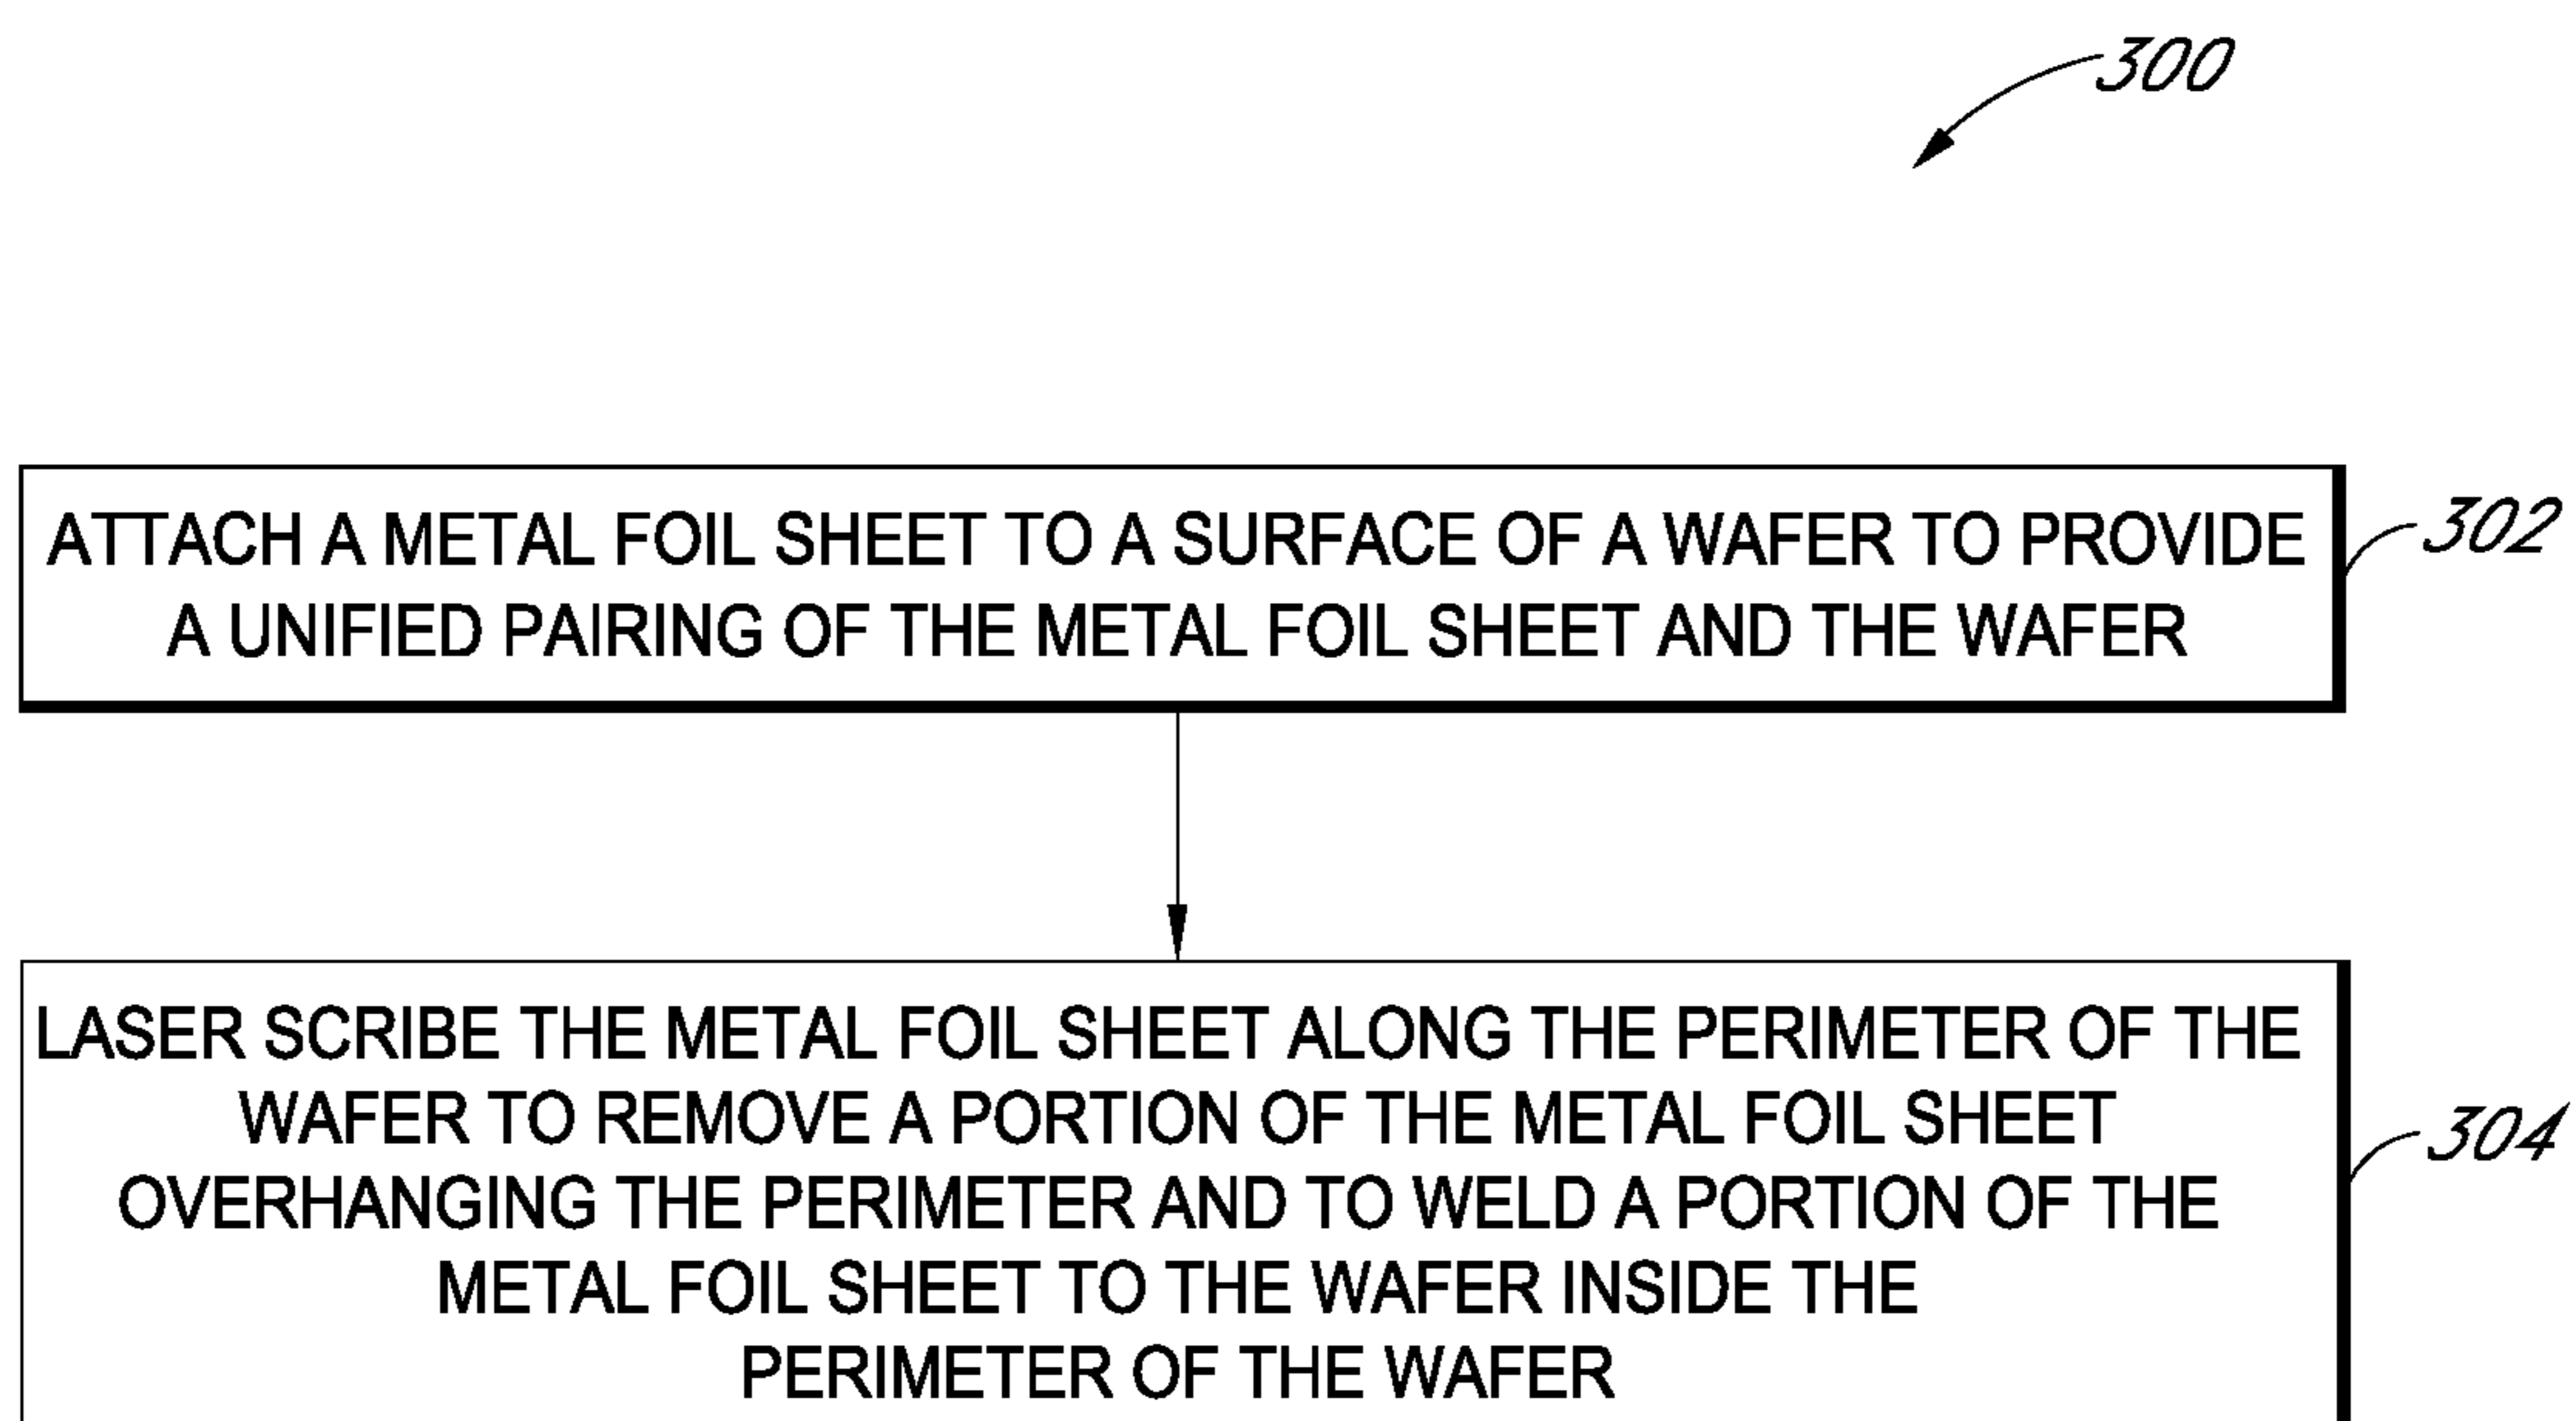 300
ATTACH A METAL FOIL SHEET TO A SURFACE OF A WAFER TO PROVIDE
A UNIFIED PAIRING OF THE METAL FOIL SHEET AND THE WAFER
302
LASER SCRIBE THE METAL FOIL SHEET ALONG THE PERIMETER OF THE
WAFER TO REMOVE A PORTION OF THE METAL FOIL SHEET
OVERHANGING THE PERIMETER AND TO WELD A PORTION OF THE
METAL FOIL SHEET TO THE WAFER INSIDE THE
PERIMETER OF THE WAFER
304